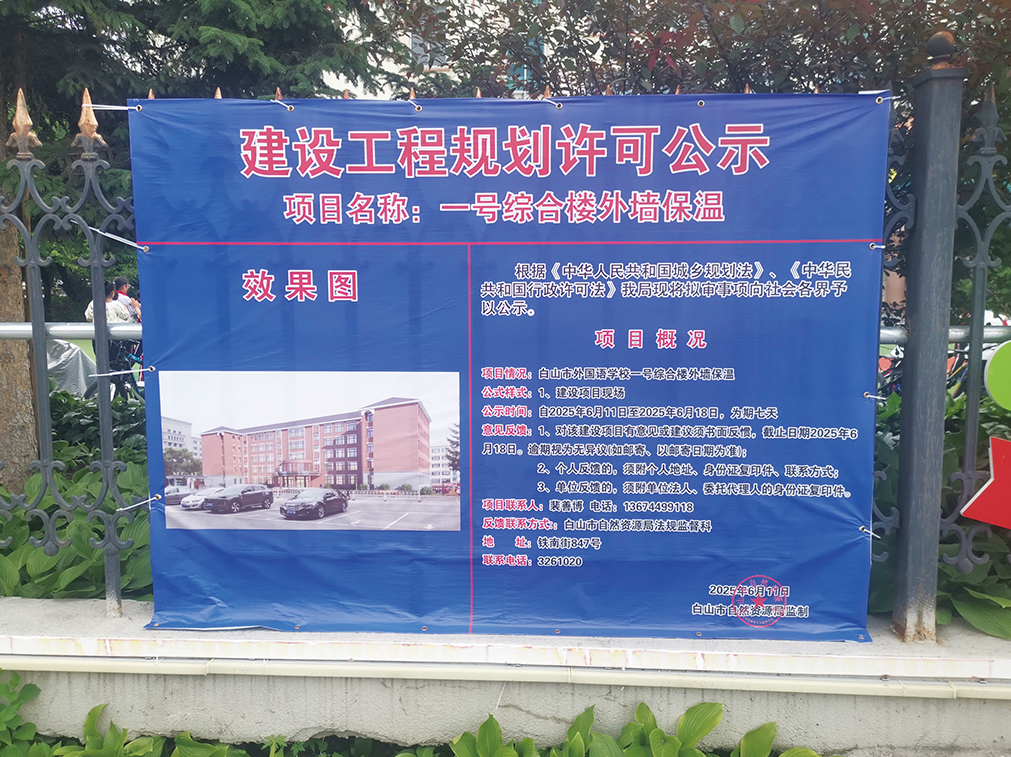 建设工程规划许可公示
项目名称：一号综合楼外墙保温
效果图
根据《中华人民共和国城乡规划法》、《中华民
共和国行政许可法》我局现将拟审事项向社会各界予
以公示。
项目概况
项目情况：白山市外国语学校一号综合楼外墙保温
公式样式：1、建设项目现场
公示时间：自2025年6月11日至2025年6月18日，为期七天
意见反馈：1、对该建设项目有意见或建议须书面反馈，截止日期2025年6
月18日。逾期视为无异议(如邮寄、以邮寄日期为准)；
2、个人反馈的，须附个人地址、身份证复印件、联系方式；
3、单位反馈的，须附单位法人、委托代理人的身份证复印件。
项目联系人：裴善博 电话：13674499118
反馈联系方式：白山市自然资源局法规监督科
地 址：铁南街847号
联系电话：3261020
2025年6月11日
白山市自然资源局监制